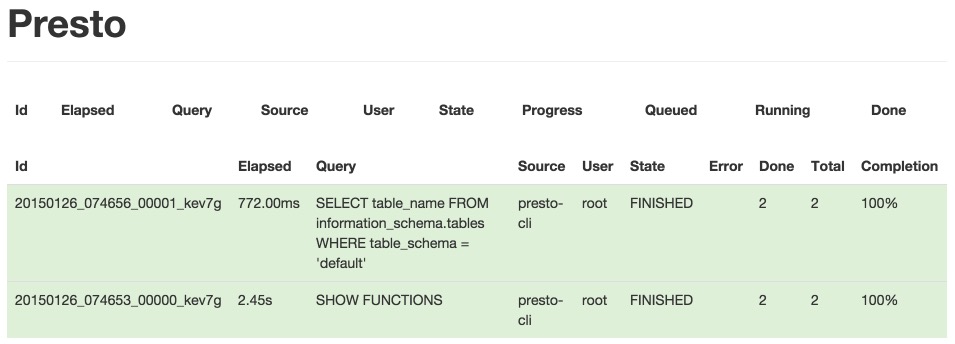 Presto
Id Elapsed Query Source User State Progress Queued Running Done
Id Elapsed Query Source User State Error Done Total Completion
20150126_074656_00001_kev7g 772.00ms SELECT table_name FROM presto- root FINISHED 2 2 100%
information_schema.tables cli
WHERE table_schema =
'default'
20150126_074653_00000_kev7g 2.45s SHOW FUNCTIONS presto- root FINISHED 2 2 100%
cli